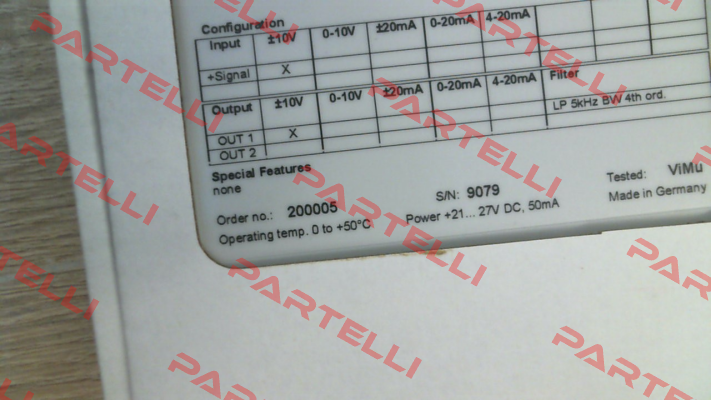 Configuration
Input ±10V 0-10V ±20mA 0-20mA 4-20mA
+Signal X
Output ±10V 0-10V ±20mA 0-20mA 4-20mA Filter
OUT 1 X LP 5kHz BW 4th ord.
OUT 2
Special Features
none
Order no.: 200005 S/N: 9079 Tested: ViMu
Operating temp. 0 to +50°C Power +21... 27V DC, 50mA Made in Germany
PARTELLI
PARTELLI
PARTELLI
PARTELLI
PARTELLI
PARTELLI